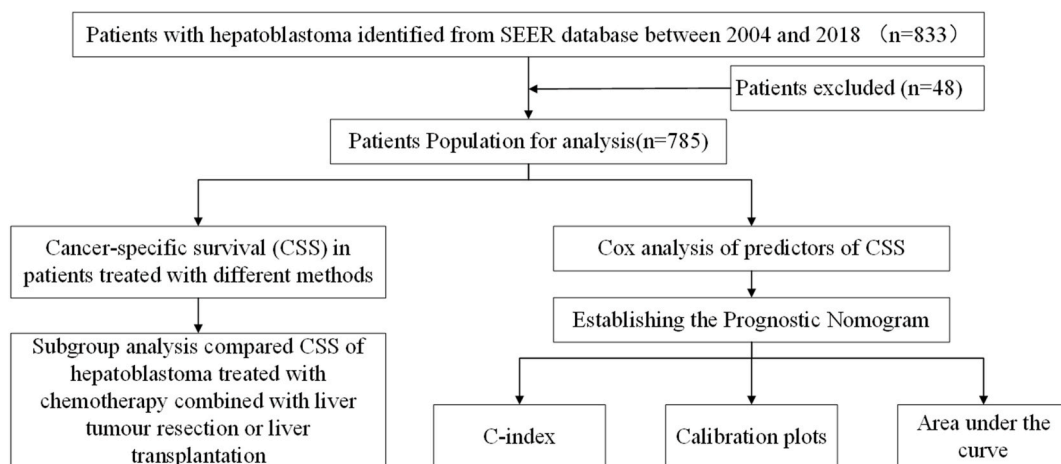 Patients with hepatoblastoma identified from SEER database between 2004 and 2018 （n=833）
Patients excluded (n=48)
Patients Population for analysis(n=785)
Cancer-specific survival (CSS) in
patients treated with different methods
Cox analysis of predictors of CSS
Establishing the Prognostic Nomogram
Subgroup analysis compared CSS of
hepatoblastoma treated with
chemotherapy combined with liver
tumour resection or liver
transplantation
C-index
Calibration plots
Area under the
curve